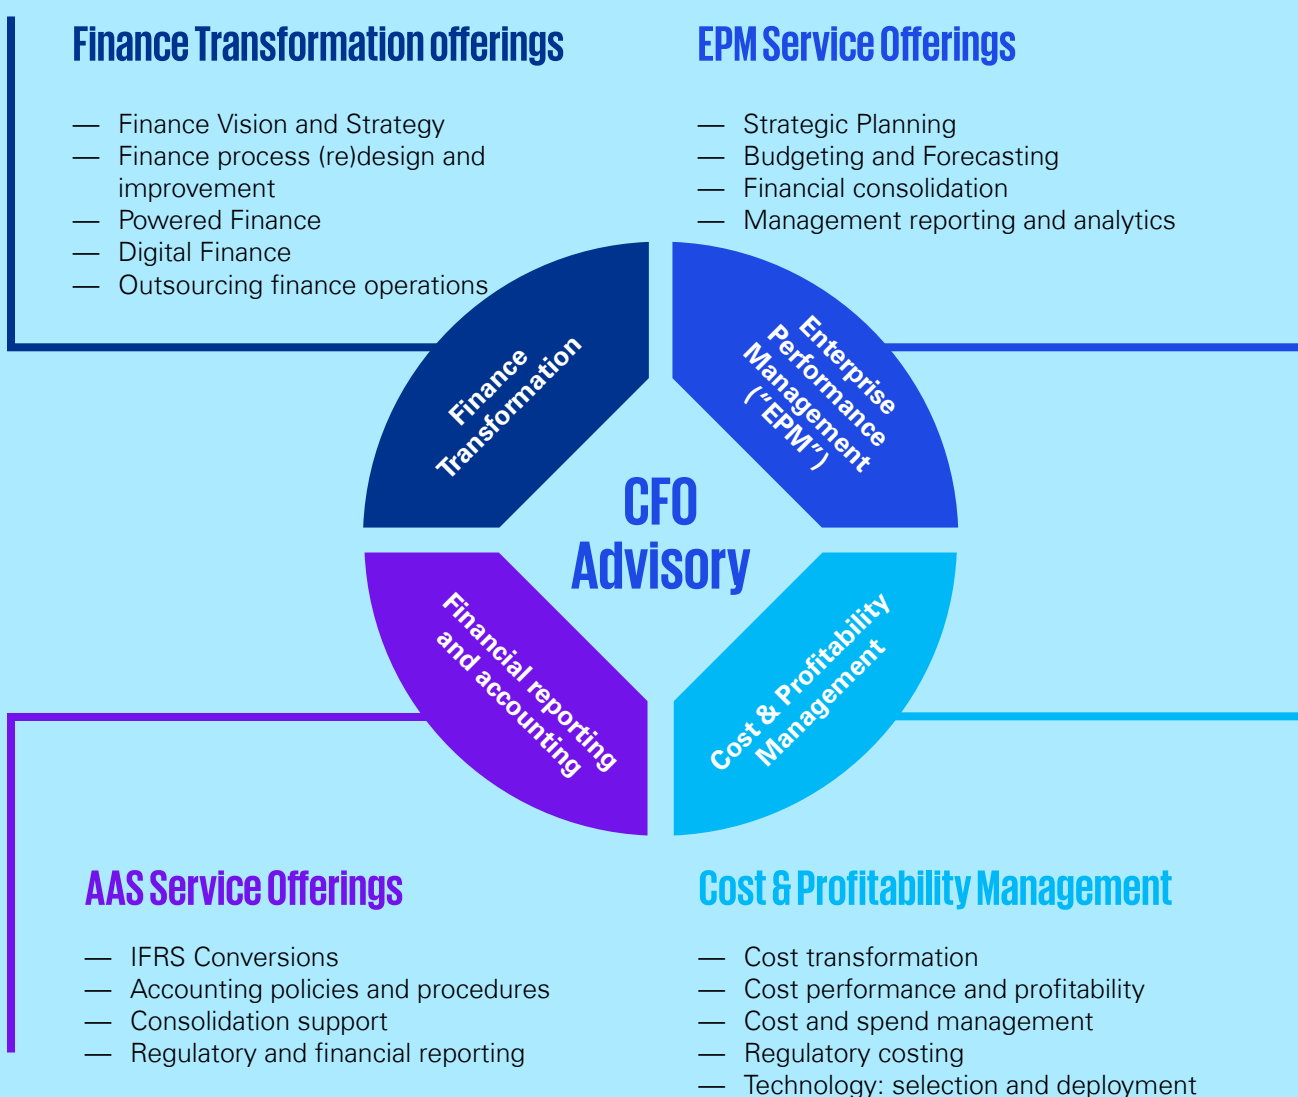 Finance Transformation offerings
— Finance Vision and Strategy
— Finance process (re)design and
improvement
— Powered Finance
— Digital Finance
— Outsourcing finance operations
EPM Service Offerings
— Strategic Planning
— Budgeting and Forecasting
— Financial consolidation
— Management reporting and analytics
Finance
Transformation
Enterprise
Performance
Management
(“EPM”)
CFO
Advisory
Financial reporting
and accounting
Cost & Profitability
Management
AAS Service Offerings
— IFRS Conversions
— Accounting policies and procedures
— Consolidation support
— Regulatory and financial reporting
Cost & Profitability Management
— Cost transformation
— Cost performance and profitability
— Cost and spend management
— Regulatory costing
— Technology: selection and deployment